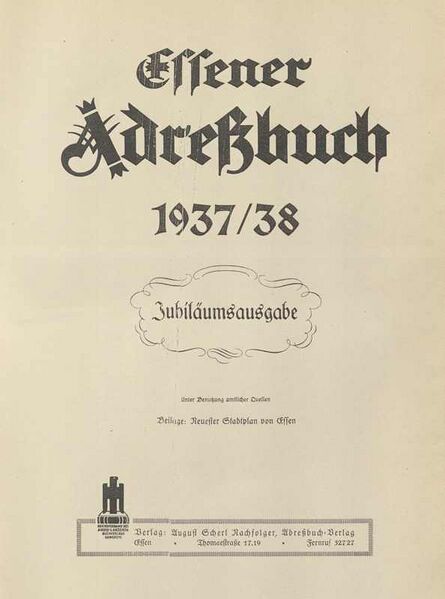 Essener
Adreßbuch
1937/38
Jubiläumsausgabe
Unter Benutzung amtlicher Quellen
Beilage: Neuester Stadtplan von Essen
Verlag: August Scherl Nachfolger, Adreßbuch-Verlag
Essen • Thomaestraße 17.19 • Fernruf 32727